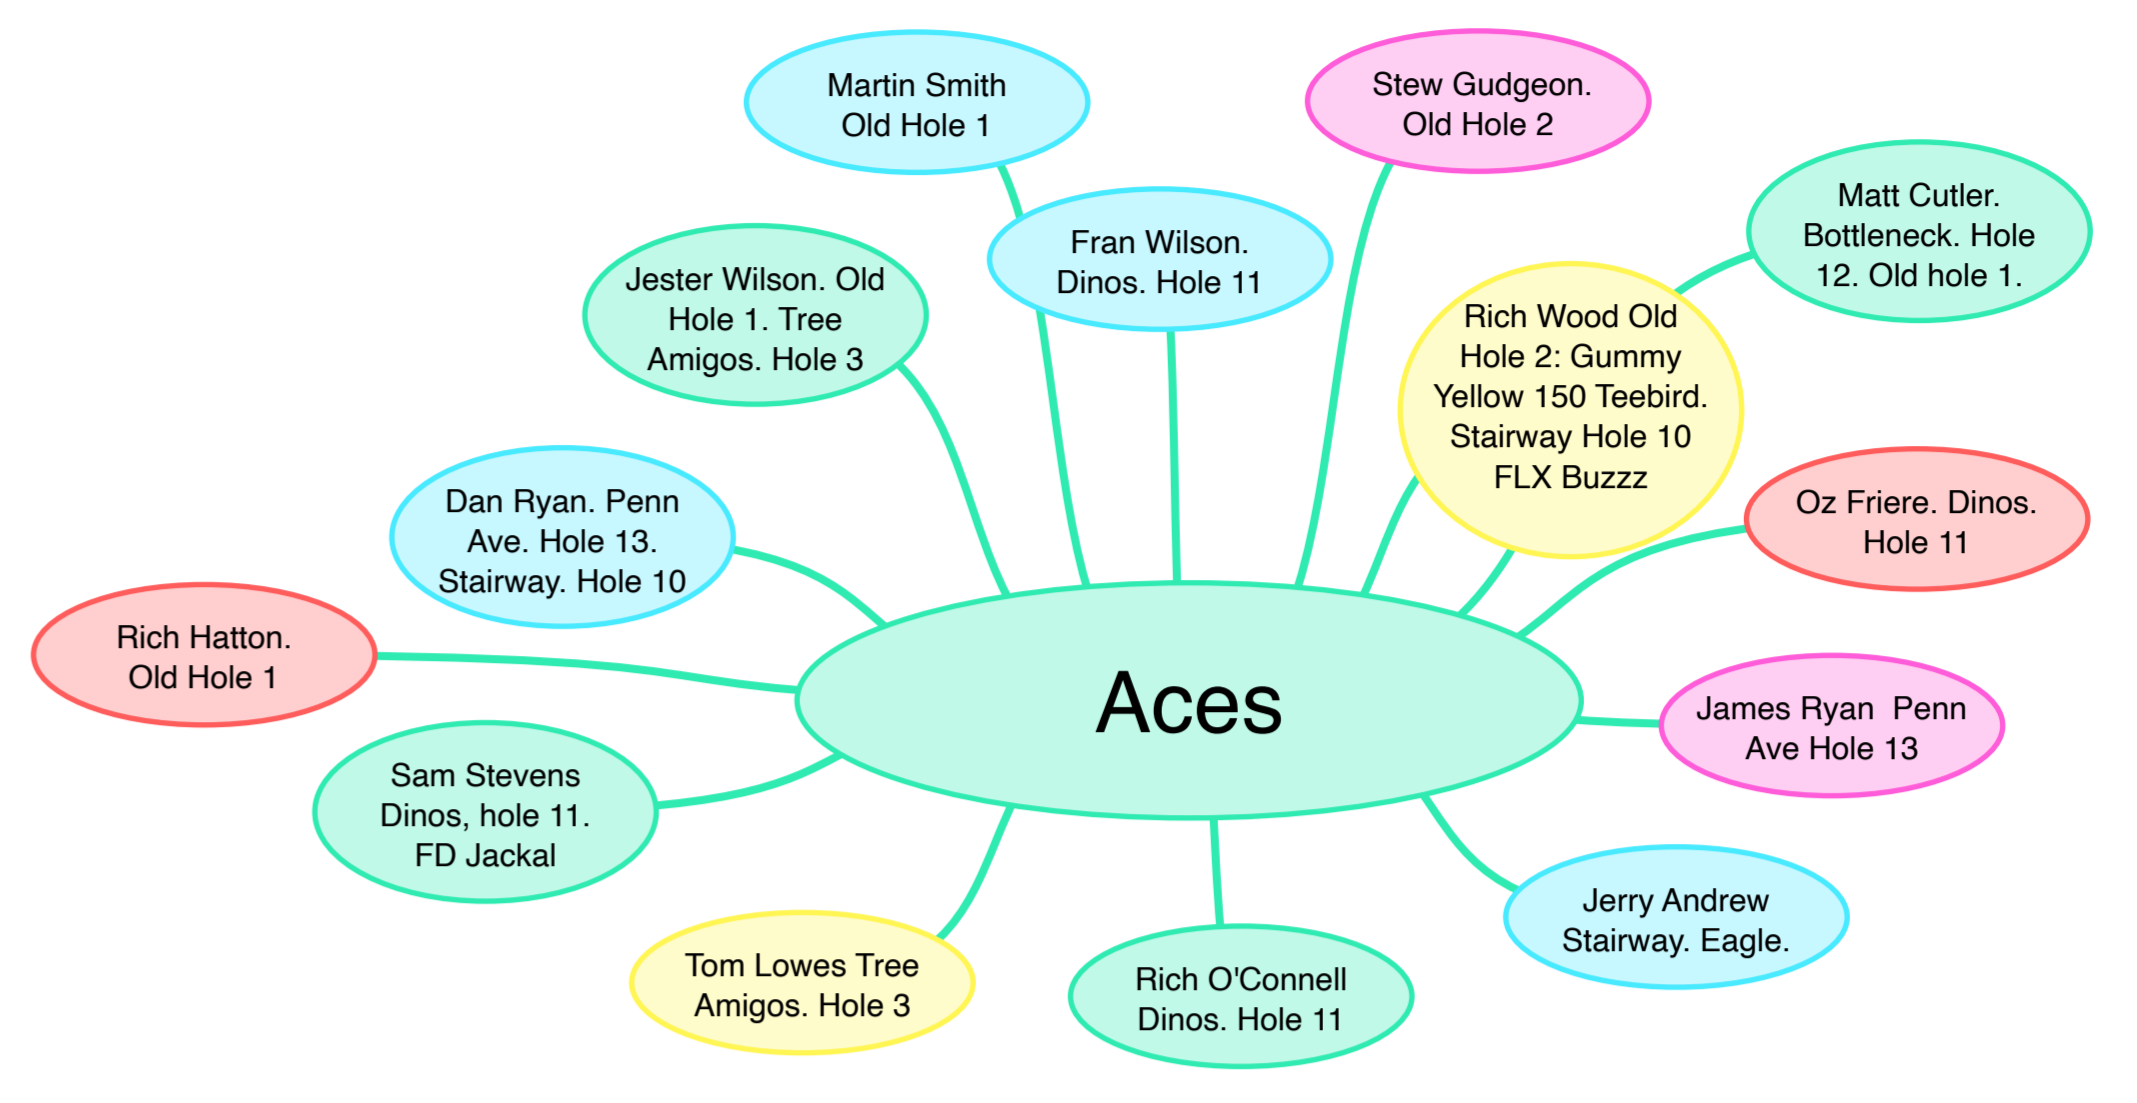 Martin Smith
Old Hole 1
Stew Gudgeon.
Old Hole 2
Matt Cutler.
Bottleneck. Hole
12. Old hole 1.
Fran Wilson.
Dinos. Hole 11
Jester Wilson. Old
Hole 1. Tree
Amigos. Hole 3
Rich Wood Old
Hole 2: Gummy
Yellow 150 Teebird.
Stairway Hole 10
FLX Buzzz
Dan Ryan. Penn
Ave. Hole 13.
Stairway. Hole 10
Oz Friere. Dinos.
Hole 11
Rich Hatton.
Old Hole 1
Aces
James Ryan  Penn
Ave Hole 13
Sam Stevens
Dinos, hole 11.
FD Jackal
Jerry Andrew
Stairway. Eagle.
Tom Lowes Tree
Amigos. Hole 3
Rich O'Connell
Dinos. Hole 11